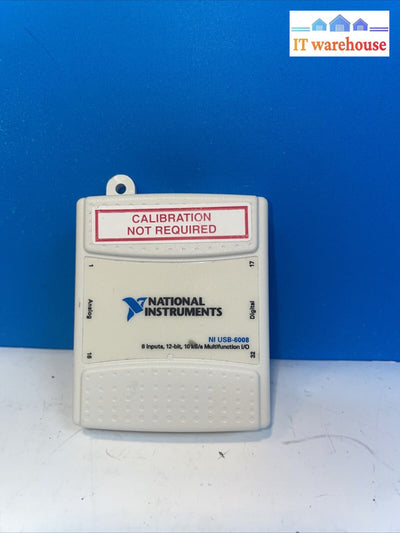 IT warehouse
CALIBRATION
NOT REQUIRED
1
17
Analog
Digital
NATIONAL
INSTRUMENTS
NI USB-6008
8 inputs, 12-bit, 10 kS/s Multifunction I/O
16
32